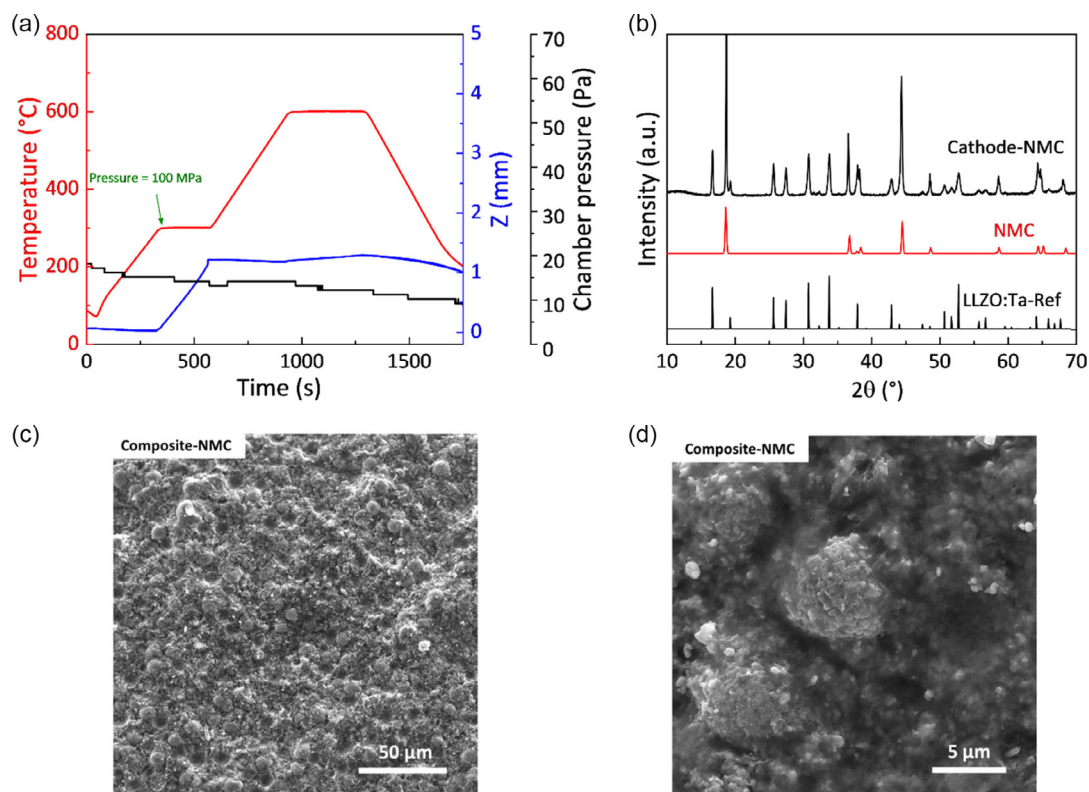 (a)
800
600
400
200
0
Temperature (°C)
Pressure = 100 MPa
0
500
1000
1500
Time (s)
5
4
3
2
1
0
Z (mm)
70
60
50
40
30
20
10
0
Chamber pressure (Pa)
(b)
Intensity (a.u.)
Cathode-NMC
NMC
LLZO:Ta-Ref
10
20
30
40
50
60
70
2θ (°)
(c)
Composite-NMC
50 µm
(d)
Composite-NMC
5 µm